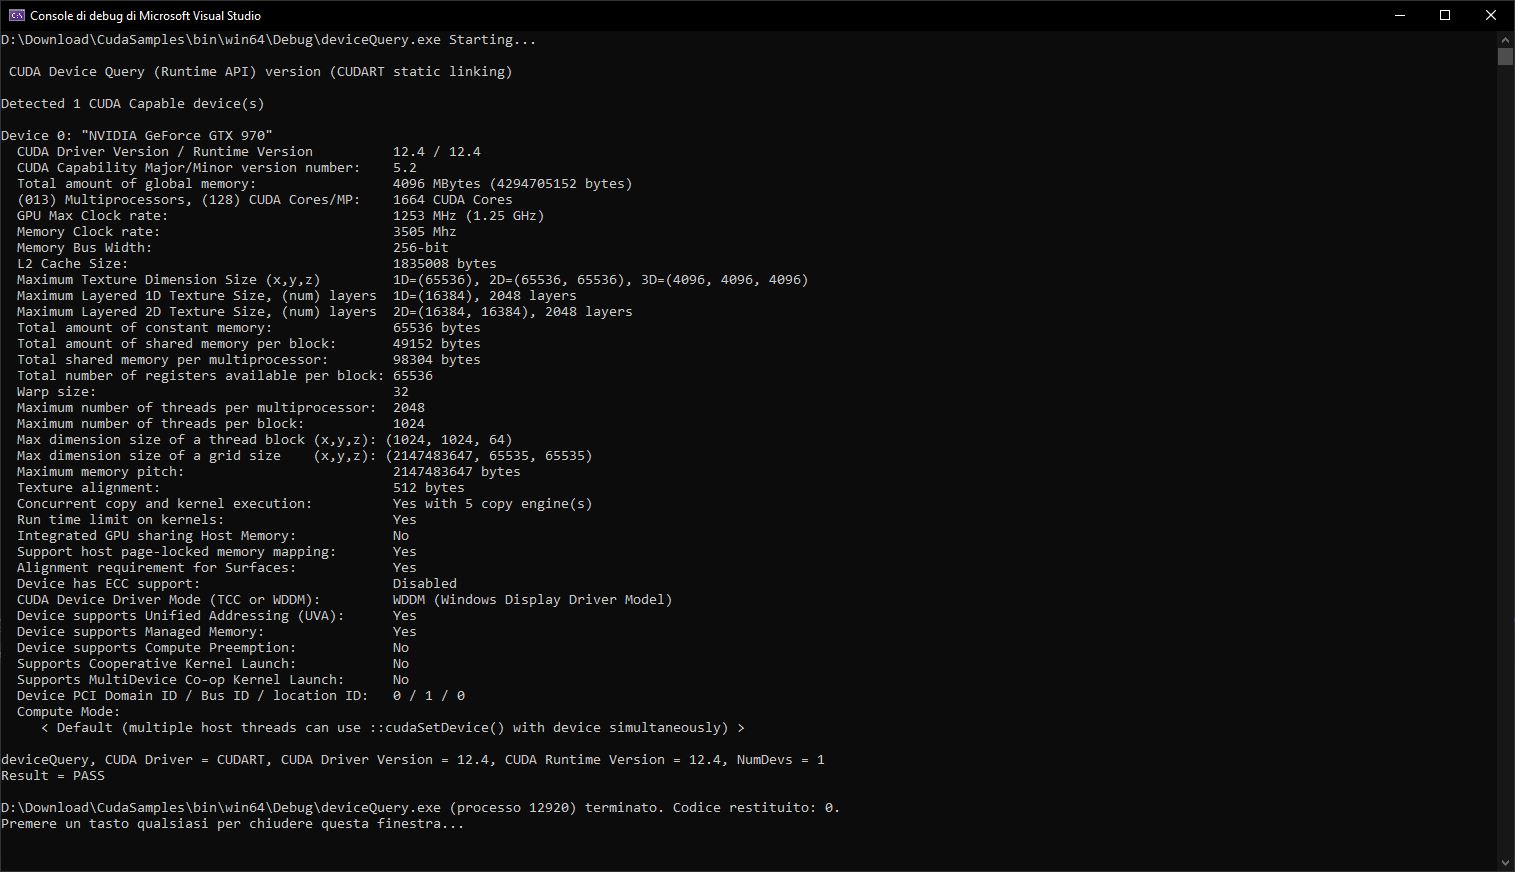 Console di debug di Microsoft Visual Studio
D:\Download\CudaSamples\bin\win64\Debug\deviceQuery.exe Starting...
CUDA Device Query (Runtime API) version (CUDART static linking)
Detected 1 CUDA Capable device(s)
Device 0: "NVIDIA GeForce GTX 970"
CUDA Driver Version / Runtime Version 12.4 / 12.4
CUDA Capability Major/Minor version number: 5.2
Total amount of global memory: 4096 MBytes (4294705152 bytes)
(013) Multiprocessors, (128) CUDA Cores/MP: 1664 CUDA Cores
GPU Max Clock rate: 1253 MHz (1.25 GHz)
Memory Clock rate: 3505 Mhz
Memory Bus Width: 256-bit
L2 Cache Size: 1835008 bytes
Maximum Texture Dimension Size (x,y,z) 1D=(65536), 2D=(65536, 65536), 3D=(4096, 4096, 4096)
Maximum Layered 1D Texture Size, (num) layers 1D=(16384), 2048 layers
Maximum Layered 2D Texture Size, (num) layers 2D=(16384, 16384), 2048 layers
Total amount of constant memory: 65536 bytes
Total amount of shared memory per block: 49152 bytes
Total shared memory per multiprocessor: 98304 bytes
Total number of registers available per block: 65536
Warp size: 32
Maximum number of threads per multiprocessor: 2048
Maximum number of threads per block: 1024
Max dimension size of a thread block (x,y,z): (1024, 1024, 64)
Max dimension size of a grid size (x,y,z): (2147483647, 65535, 65535)
Maximum memory pitch: 2147483647 bytes
Texture alignment: 512 bytes
Concurrent copy and kernel execution: Yes with 5 copy engine(s)
Run time limit on kernels: Yes
Integrated GPU sharing Host Memory: No
Support host page-locked memory mapping: Yes
Alignment requirement for Surfaces: Yes
Device has ECC support: Disabled
CUDA Device Driver Mode (TCC or WDDM): WDDM (Windows Display Driver Model)
Device supports Unified Addressing (UVA): Yes
Device supports Managed Memory: Yes
Device supports Compute Preemption: No
Supports Cooperative Kernel Launch: No
Supports MultiDevice Co-op Kernel Launch: No
Device PCI Domain ID / Bus ID / location ID: 0 / 1 / 0
Compute Mode:
< Default (multiple host threads can use ::cudaSetDevice() with device simultaneously) >
deviceQuery, CUDA Driver = CUDART, CUDA Driver Version = 12.4, CUDA Runtime Version = 12.4, NumDevs = 1
Result = PASS
D:\Download\CudaSamples\bin\win64\Debug\deviceQuery.exe (processo 12920) terminato. Codice restituito: 0.
Premere un tasto qualsiasi per chiudere questa finestra...